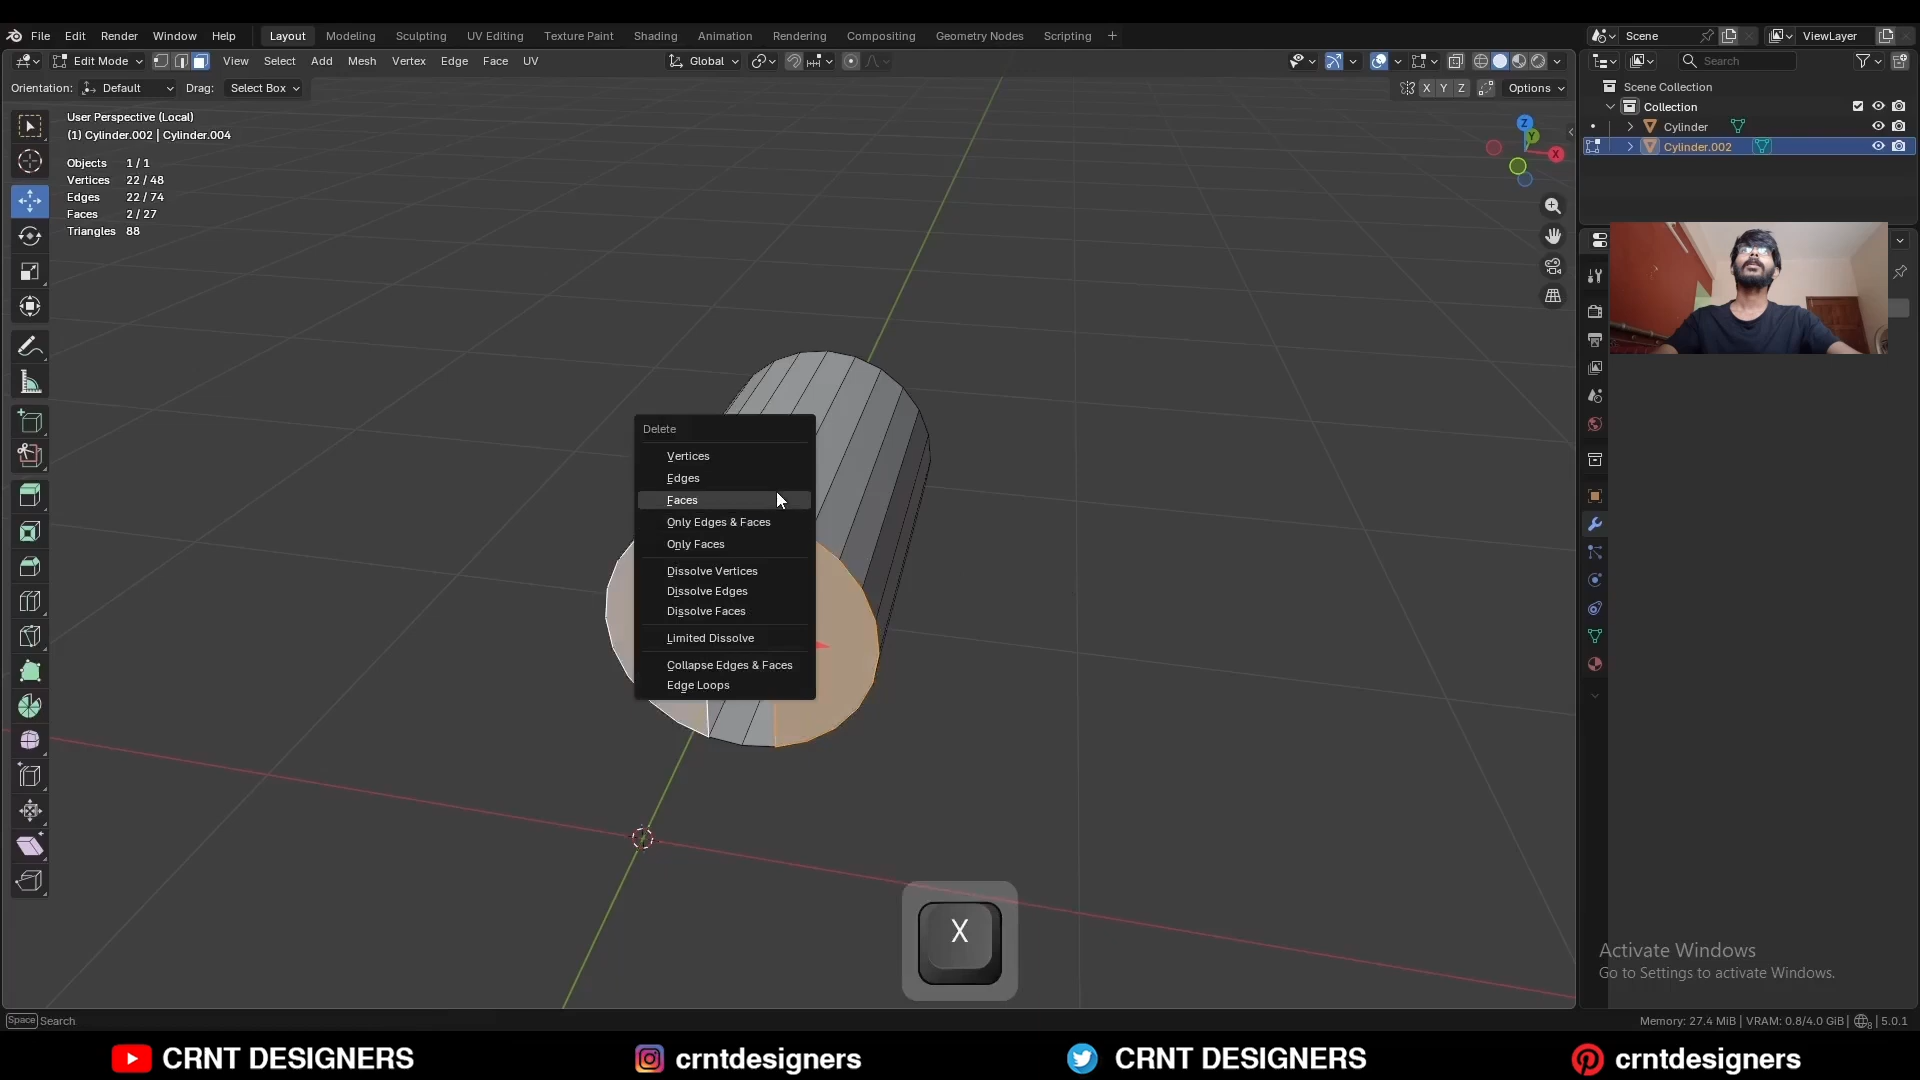 File Edit Render Window Help Layout Modeling Sculpting UV Editing Texture Paint Shading Animation Rendering Compositing Geometry Nodes Scripting + Scene ViewLayer
Edit Mode View Select Add Mesh Vertex Edge Face UV Global Search
Orientation: Default Drag: Select Box X Y Z Options
Scene Collection
Collection
Cylinder
Cylinder.002
User Perspective (Local)
(1) Cylinder.002 | Cylinder.004
Objects 1 / 1
Vertices 22 / 48
Edges 22 / 74
Faces 2 / 27
Triangles 88
Z
Y
X
Delete
Vertices
Edges
Faces
Only Edges & Faces
Only Faces
Dissolve Vertices
Dissolve Edges
Dissolve Faces
Limited Dissolve
Collapse Edges & Faces
Edge Loops
X
Activate Windows
Go to Settings to activate Windows.
Space Search
Memory: 27.4 MiB | VRAM: 0.8/4.0 GiB | 5.0.1
CRNT DESIGNERS crntdesigners CRNT DESIGNERS crntdesigners